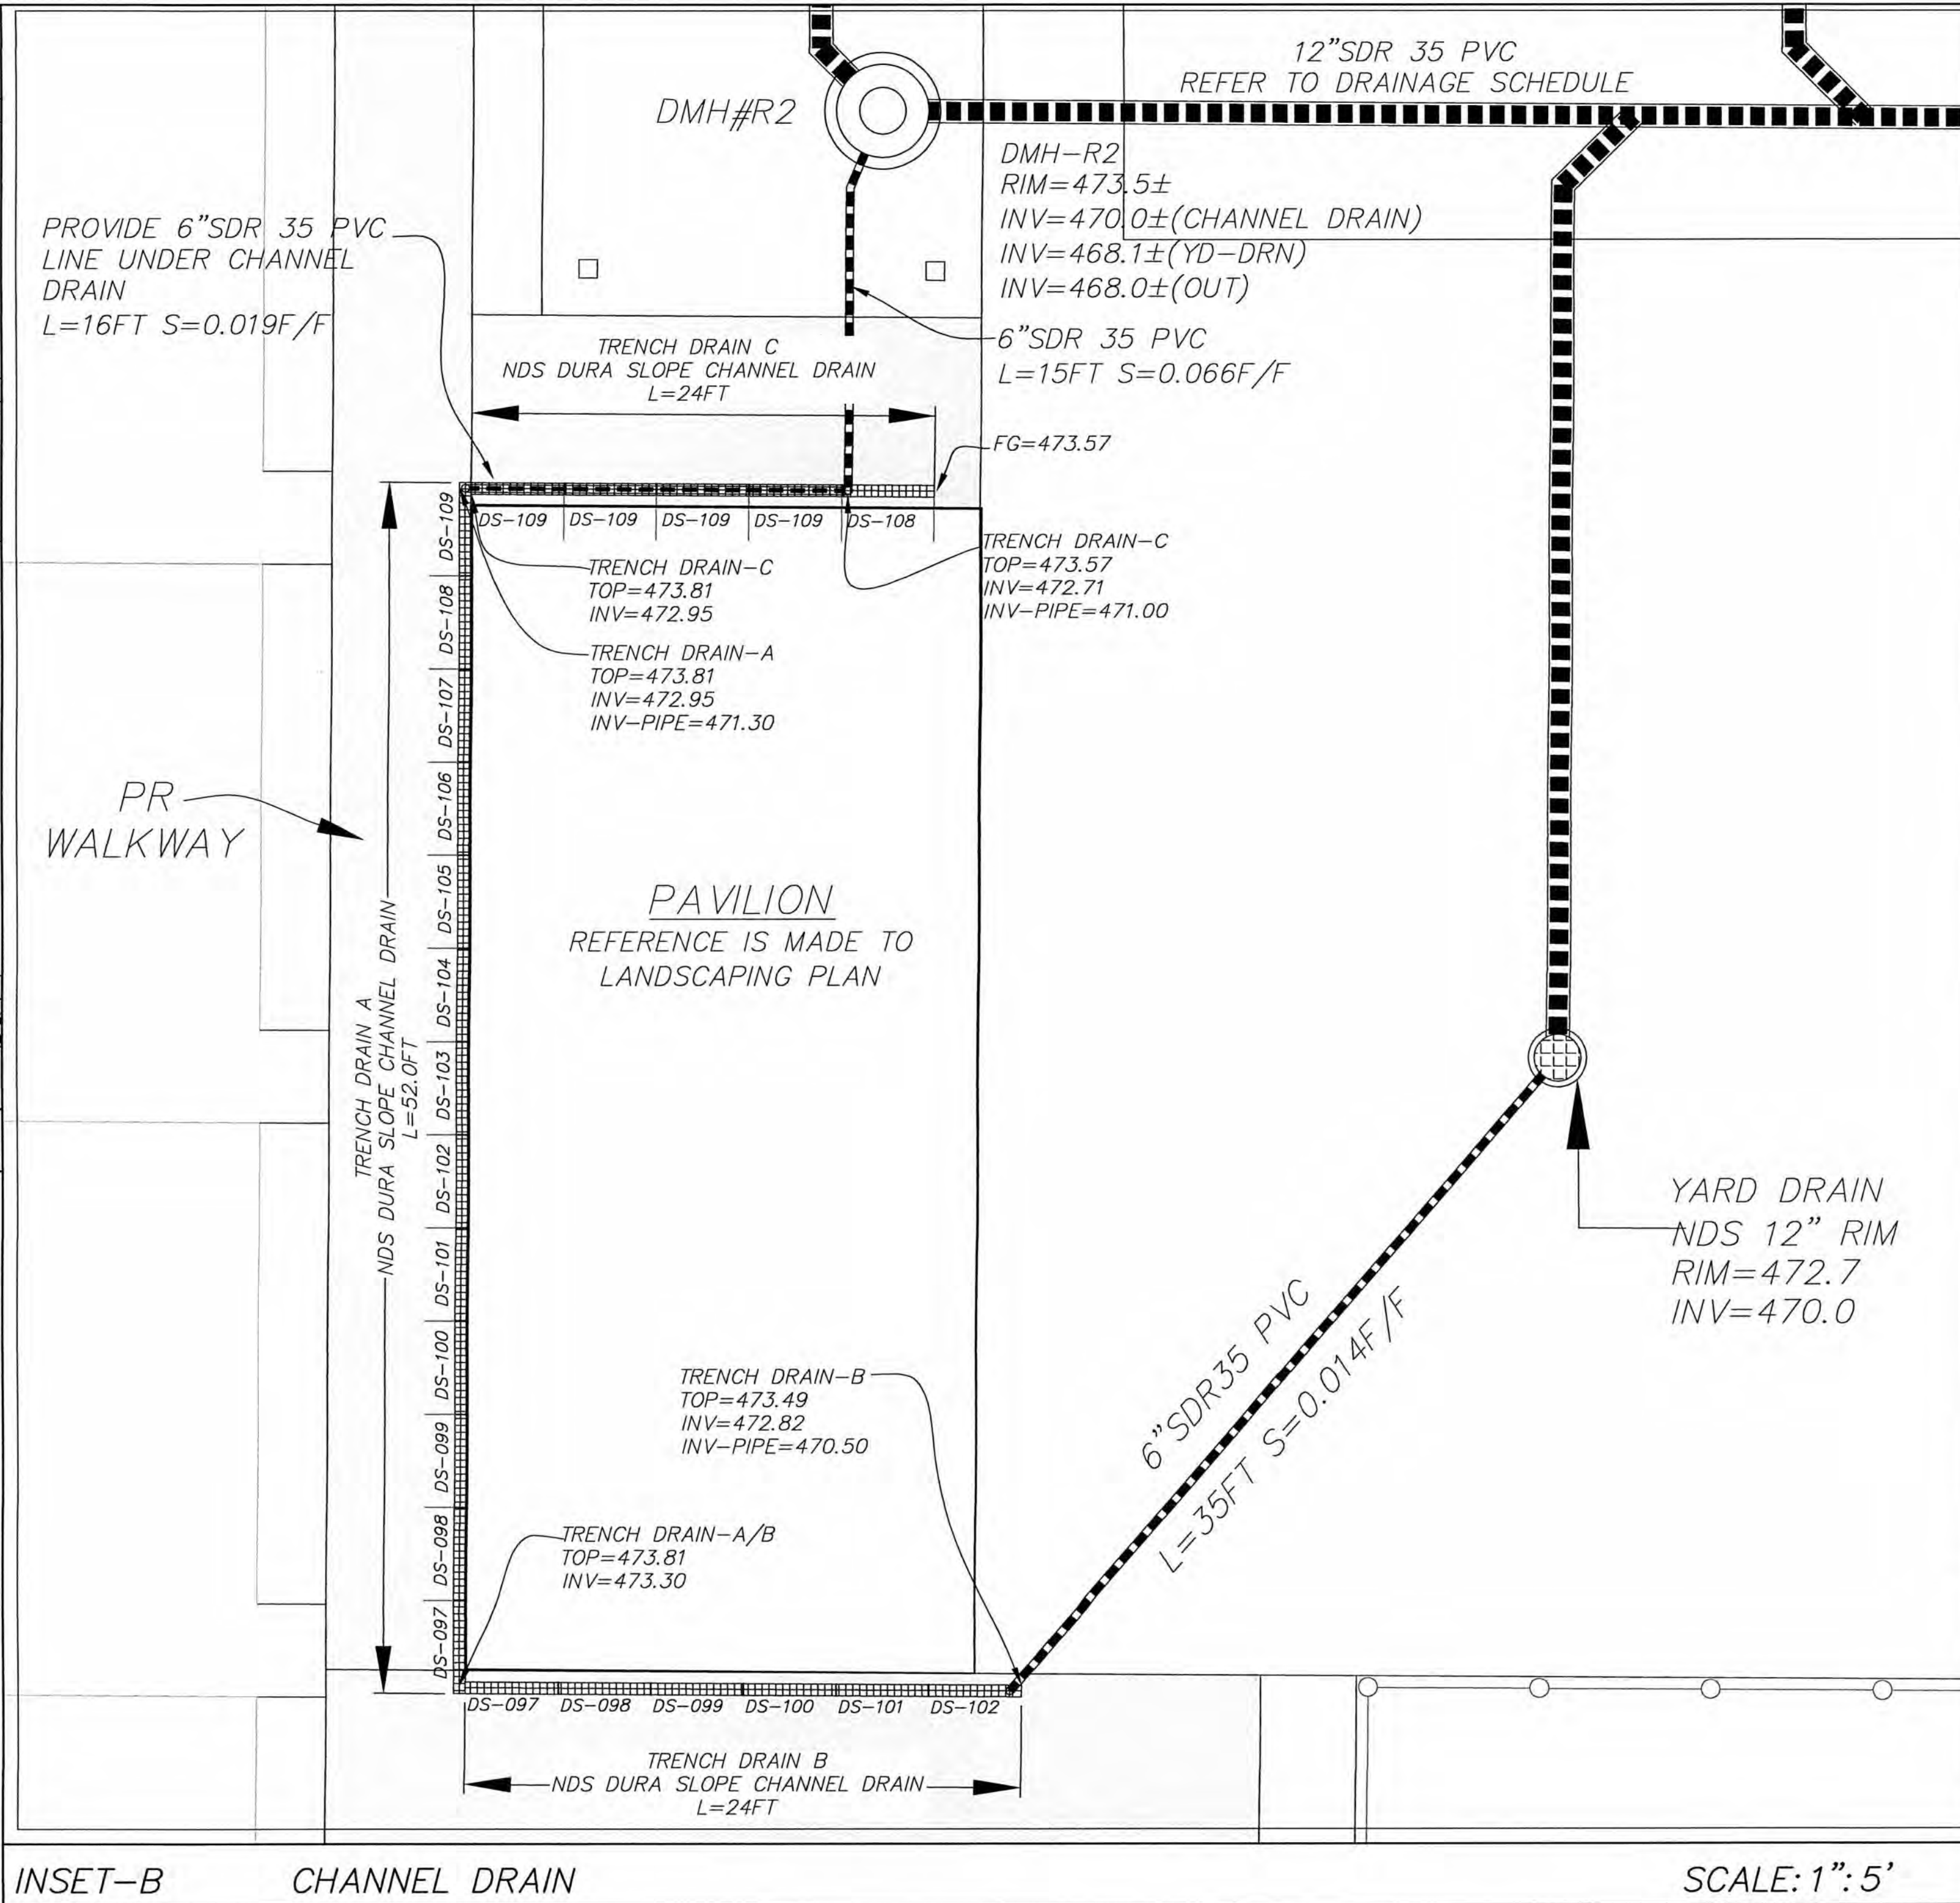 12"SDR 35 PVC
REFER TO DRAINAGE SCHEDULE
DMH#R2
DMH-R2
RIM=473.5±
INV=470.0±(CHANNEL DRAIN)
INV=468.1±(YD-DRN)
INV=468.0±(OUT)
PROVIDE 6"SDR 35 PVC
LINE UNDER CHANNEL
DRAIN
L=16FT S=0.019F/F
6"SDR 35 PVC
L=15FT S=0.066F/F
TRENCH DRAIN C
NDS DURA SLOPE CHANNEL DRAIN
L=24FT
FG=473.57
DS-109 DS-109 DS-109 DS-109 DS-108
TRENCH DRAIN-C
TOP=473.57
INV=472.71
INV-PIPE=471.00
TRENCH DRAIN-C
TOP=473.81
INV=472.95
TRENCH DRAIN-A
TOP=473.81
INV=472.95
INV-PIPE=471.30
DS-109
DS-108
DS-107
DS-106
DS-105
DS-104
DS-103
DS-102
DS-101
DS-100
DS-099
DS-098
DS-097
PR
WALKWAY
TRENCH DRAIN A
NDS DURA SLOPE CHANNEL DRAIN
L=52.0FT
PAVILION
REFERENCE IS MADE TO
LANDSCAPING PLAN
YARD DRAIN
NDS 12" RIM
RIM=472.7
INV=470.0
6"SDR35 PVC
L=35FT S=0.014F/F
TRENCH DRAIN-B
TOP=473.49
INV=472.82
INV-PIPE=470.50
TRENCH DRAIN-A/B
TOP=473.81
INV=473.30
DS-097 DS-098 DS-099 DS-100 DS-101 DS-102
TRENCH DRAIN B
NDS DURA SLOPE CHANNEL DRAIN
L=24FT
INSET-B CHANNEL DRAIN SCALE: 1":5'